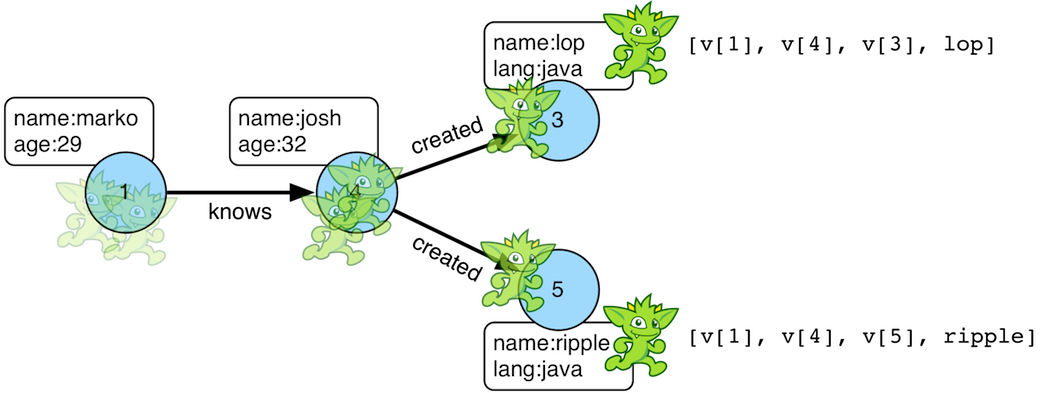 name:lop
lang:java
[v[1], v[4], v[3], lop]
name:marko
age:29
name:josh
age:32
created
3
1
4
knows
created
5
name:ripple
lang:java
[v[1], v[4], v[5], ripple]